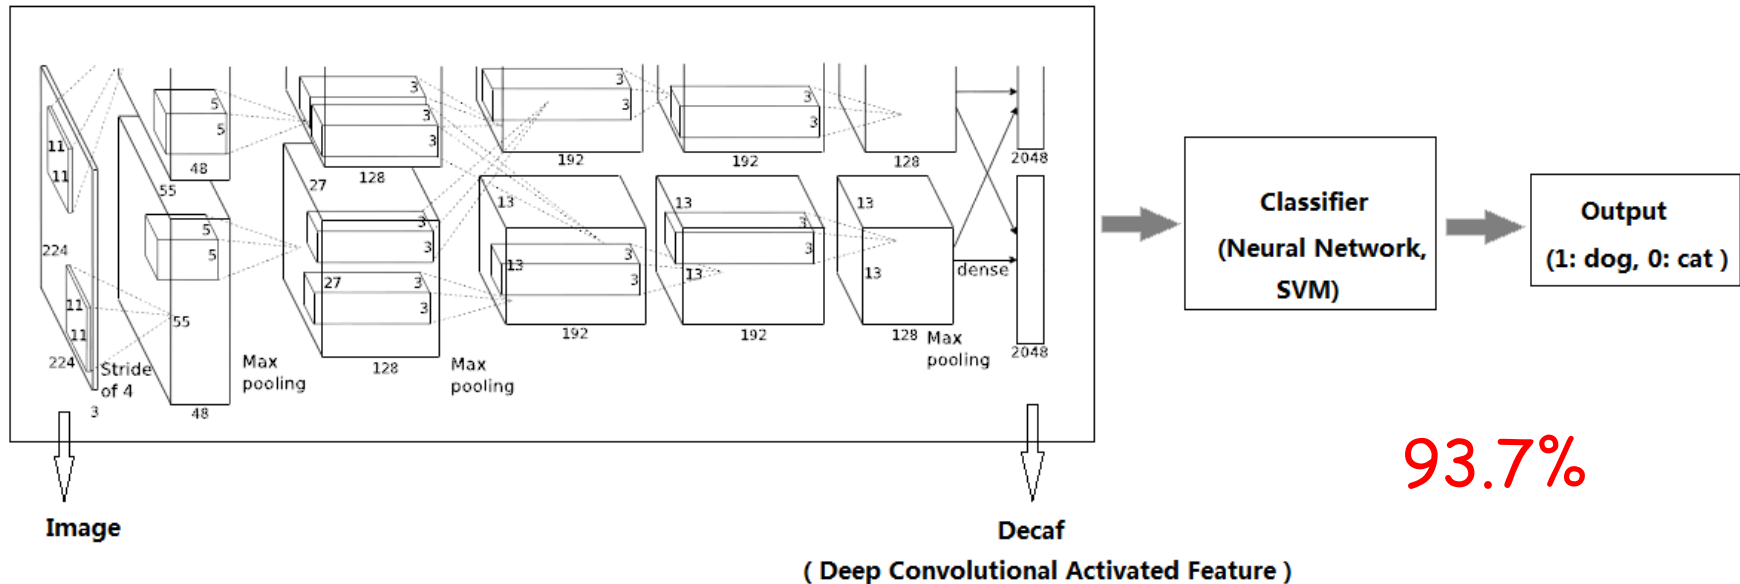 5
5
48
3
3
3
3
128
3
3
192
3
3
192
128
2048
11
11
224
55
5
5
27
3
3
27
3
3
13
13
3
3
13
13
3
3
13
13
dense
11
11
224
3
Stride
of 4
55
48
Max
pooling
128
Max
pooling
192
192
128
Max
pooling
2048
Classifier
(Neural Network,
SVM)
Output
(1: dog, 0: cat )
93.7%
Image
Decaf
( Deep Convolutional Activated Feature )